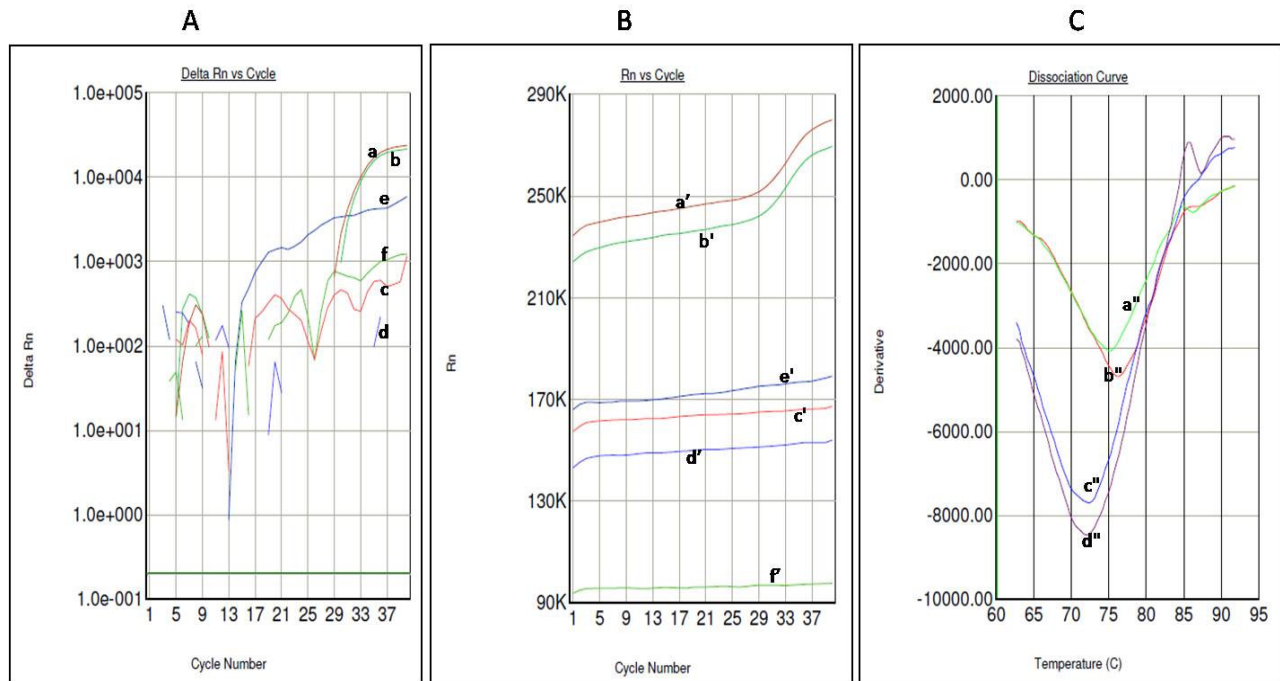 A
B
C
Delta Rn vs Cycle
1.0e+005
1.0e+004
1.0e+003
1.0e+002
1.0e+001
1.0e+000
1.0e-001
Delta Rn
a
b
e
f
c
d
1 5 9 13 17 21 25 29 33 37
Cycle Number
Rn vs Cycle
290K
250K
210K
170K
130K
90K
Rn
a'
b'
e'
c'
d'
f'
1 5 9 13 17 21 25 29 33 37
Cycle Number
Dissociation Curve
2000.00
0.00
-2000.00
-4000.00
-6000.00
-8000.00
-10000.00
Derivative
a"
b"
c"
d"
60 65 70 75 80 85 90 95
Temperature (C)